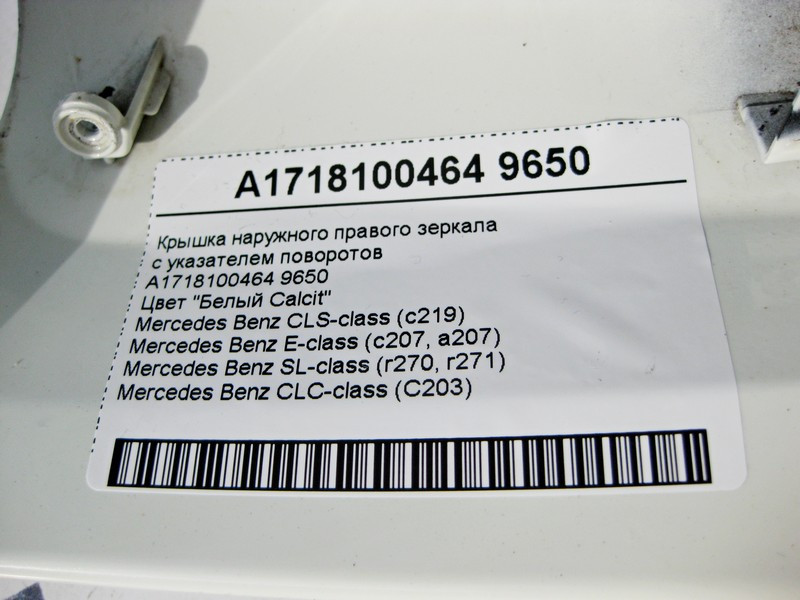 A1718100464 9650
Крышка наружного правого зеркала
с указателем поворотов
A1718100464 9650
Цвет "Белый Calcit"
Mercedes Benz CLS-class (c219)
Mercedes Benz E-class (c207, a207)
Mercedes Benz SL-class (r270, r271)
Mercedes Benz CLC-class (C203)